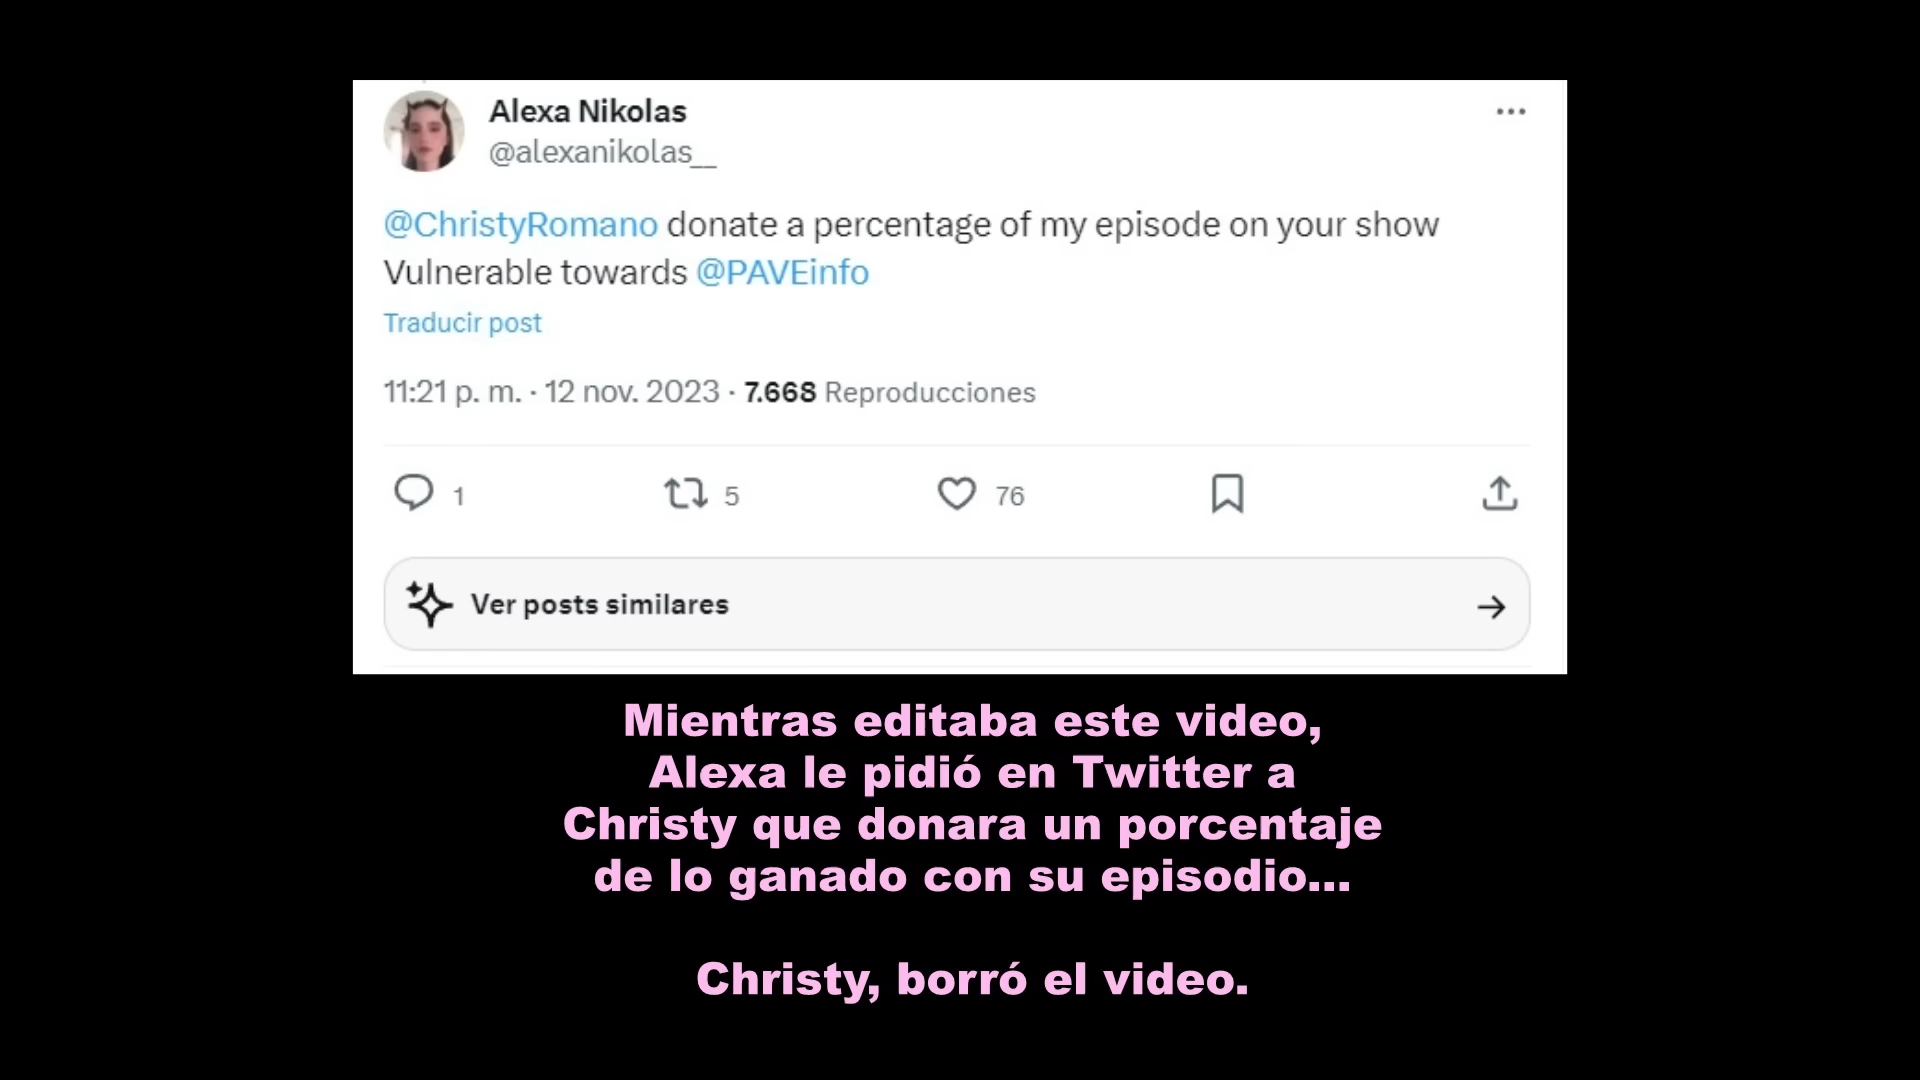 Alexa Nikolas
@alexanikolas__
@ChristyRomano donate a percentage of my episode on your show
Vulnerable towards @PAVEinfo
Traducir post
11:21 p. m. · 12 nov. 2023 · 7.668 Reproducciones
1 5 76
Ver posts similares
Mientras editaba este video,
Alexa le pidió en Twitter a
Christy que donara un porcentaje
de lo ganado con su episodio...
Christy, borró el video.